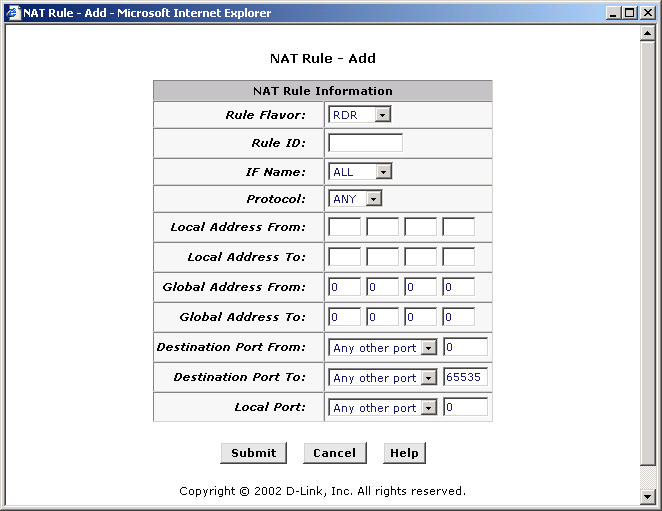 NAT Rule - Add - Microsoft Internet Explorer
NAT Rule - Add
NAT Rule Information
Rule Flavor: RDR
Rule ID:
IF Name: ALL
Protocol: ANY
Local Address From:
Local Address To:
Global Address From: 0 0 0 0
Global Address To: 0 0 0 0
Destination Port From: Any other port 0
Destination Port To: Any other port 65535
Local Port: Any other port 0
Submit Cancel Help
Copyright © 2002 D-Link, Inc. All rights reserved.